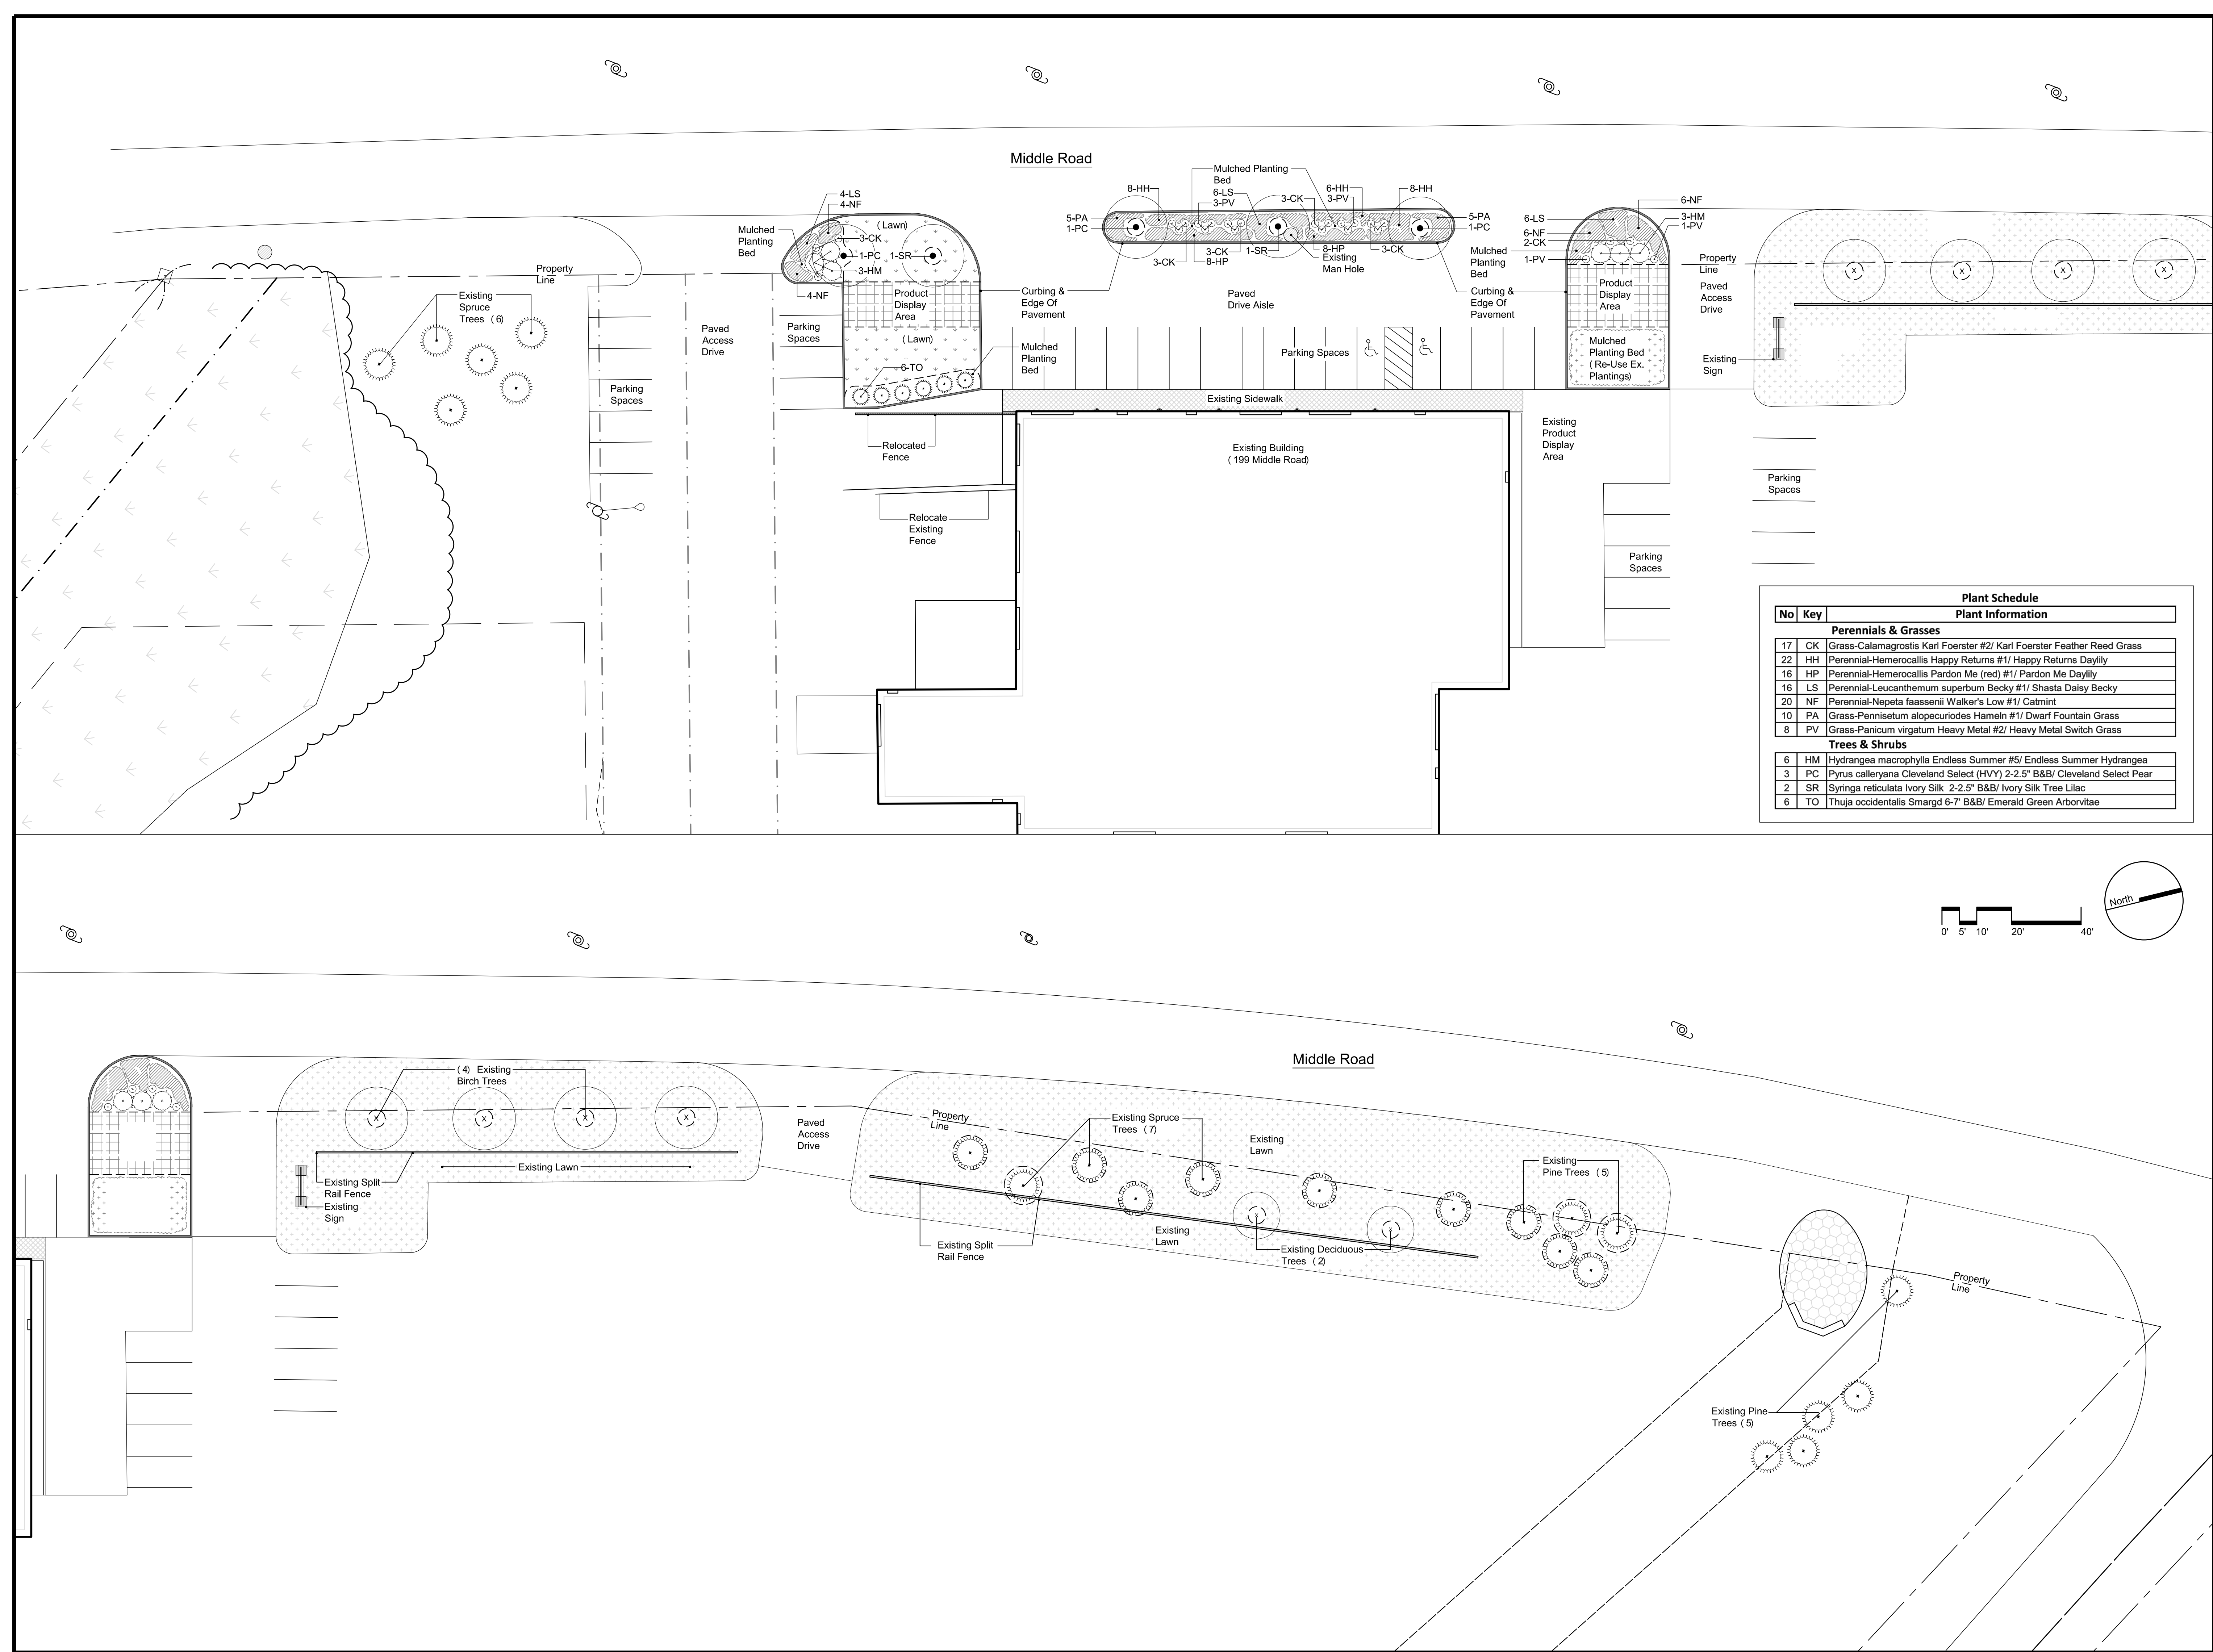 Middle Road
4-LS
4-NF
(Lawn)
Mulched
Planting
Bed
3-CK
1-PC
1-SR
3-HM
4-NF
Product
Display
Area
(Lawn)
6-TO
Mulched
Planting
Bed
Curbing &
Edge Of
Pavement
Property
Line
Existing
Spruce
Trees (6)
Paved
Access
Drive
Parking
Spaces
Parking
Spaces
Relocated
Fence
Relocate
Existing
Fence
8-HH
5-PA
1-PC
Mulched Planting
Bed
6-LS
3-PV
3-CK
6-HH
3-PV
8-HH
5-PA
1-PC
3-CK
3-CK
8-HP
1-SR
8-HP
Existing
Man Hole
3-CK
Paved
Drive Aisle
Parking Spaces
Existing Sidewalk
Existing Building
(199 Middle Road)
Curbing &
Edge Of
Pavement
Mulched
Planting
Bed
6-LS
6-NF
2-CK
1-PV
6-NF
3-HM
1-PV
Product
Display
Area
Mulched
Planting Bed
(Re-Use Ex.
Plantings)
Property
Line
Paved
Access
Drive
Existing
Sign
Existing
Product
Display
Area
Parking
Spaces
Parking
Spaces
Plant Schedule
No Key Plant Information
Perennials & Grasses
17 CK Grass-Calamagrostis Karl Foerster #2/ Karl Foerster Feather Reed Grass
22 HH Perennial-Hemerocallis Happy Returns #1/ Happy Returns Daylily
16 HP Perennial-Hemerocallis Pardon Me (red) #1/ Pardon Me Daylily
16 LS Perennial-Leucanthemum superbum Becky #1/ Shasta Daisy Becky
20 NF Perennial-Nepeta faassenii Walker's Low #1/ Catmint
10 PA Grass-Pennisetum alopecuriodes Hameln #1/ Dwarf Fountain Grass
8 PV Grass-Panicum virgatum Heavy Metal #2/ Heavy Metal Switch Grass
Trees & Shrubs
6 HM Hydrangea macrophylla Endless Summer #5/ Endless Summer Hydrangea
3 PC Pyrus calleryana Cleveland Select (HVY) 2-2.5" B&B/ Cleveland Select Pear
2 SR Syringa reticulata Ivory Silk 2-2.5" B&B/ Ivory Silk Tree Lilac
6 TO Thuja occidentalis Smargd 6-7' B&B/ Emerald Green Arborvitae
0' 5' 10' 20' 40'
North
Middle Road
(4) Existing
Birch Trees
Existing Lawn
Existing Split
Rail Fence
Existing
Sign
Paved
Access
Drive
Property
Line
Existing Spruce
Trees (7)
Existing
Lawn
Existing
Pine Trees (5)
Existing
Lawn
Existing Split
Rail Fence
Existing Deciduous
Trees (2)
Property
Line
Existing Pine
Trees (5)
X X X X
X X X X
X X